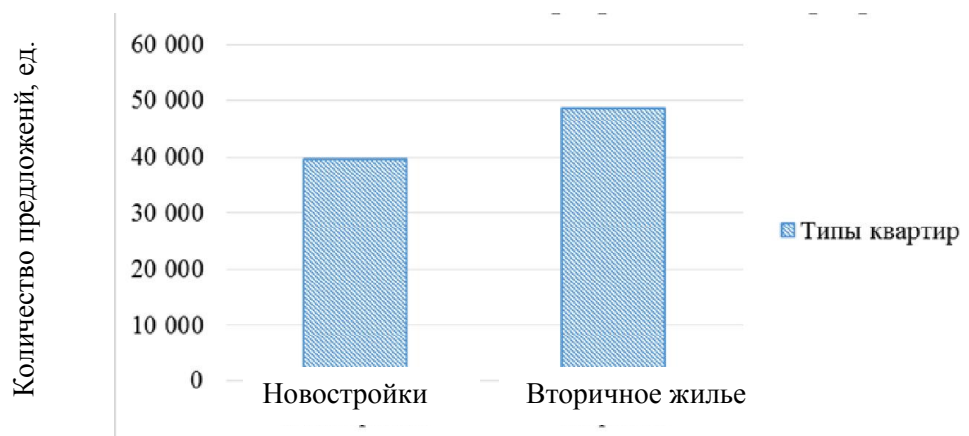 Количество предложенй, ед.
60 000
50 000
40 000
30 000
20 000
10 000
0
Новостройки
Вторичное жилье
Типы квартир